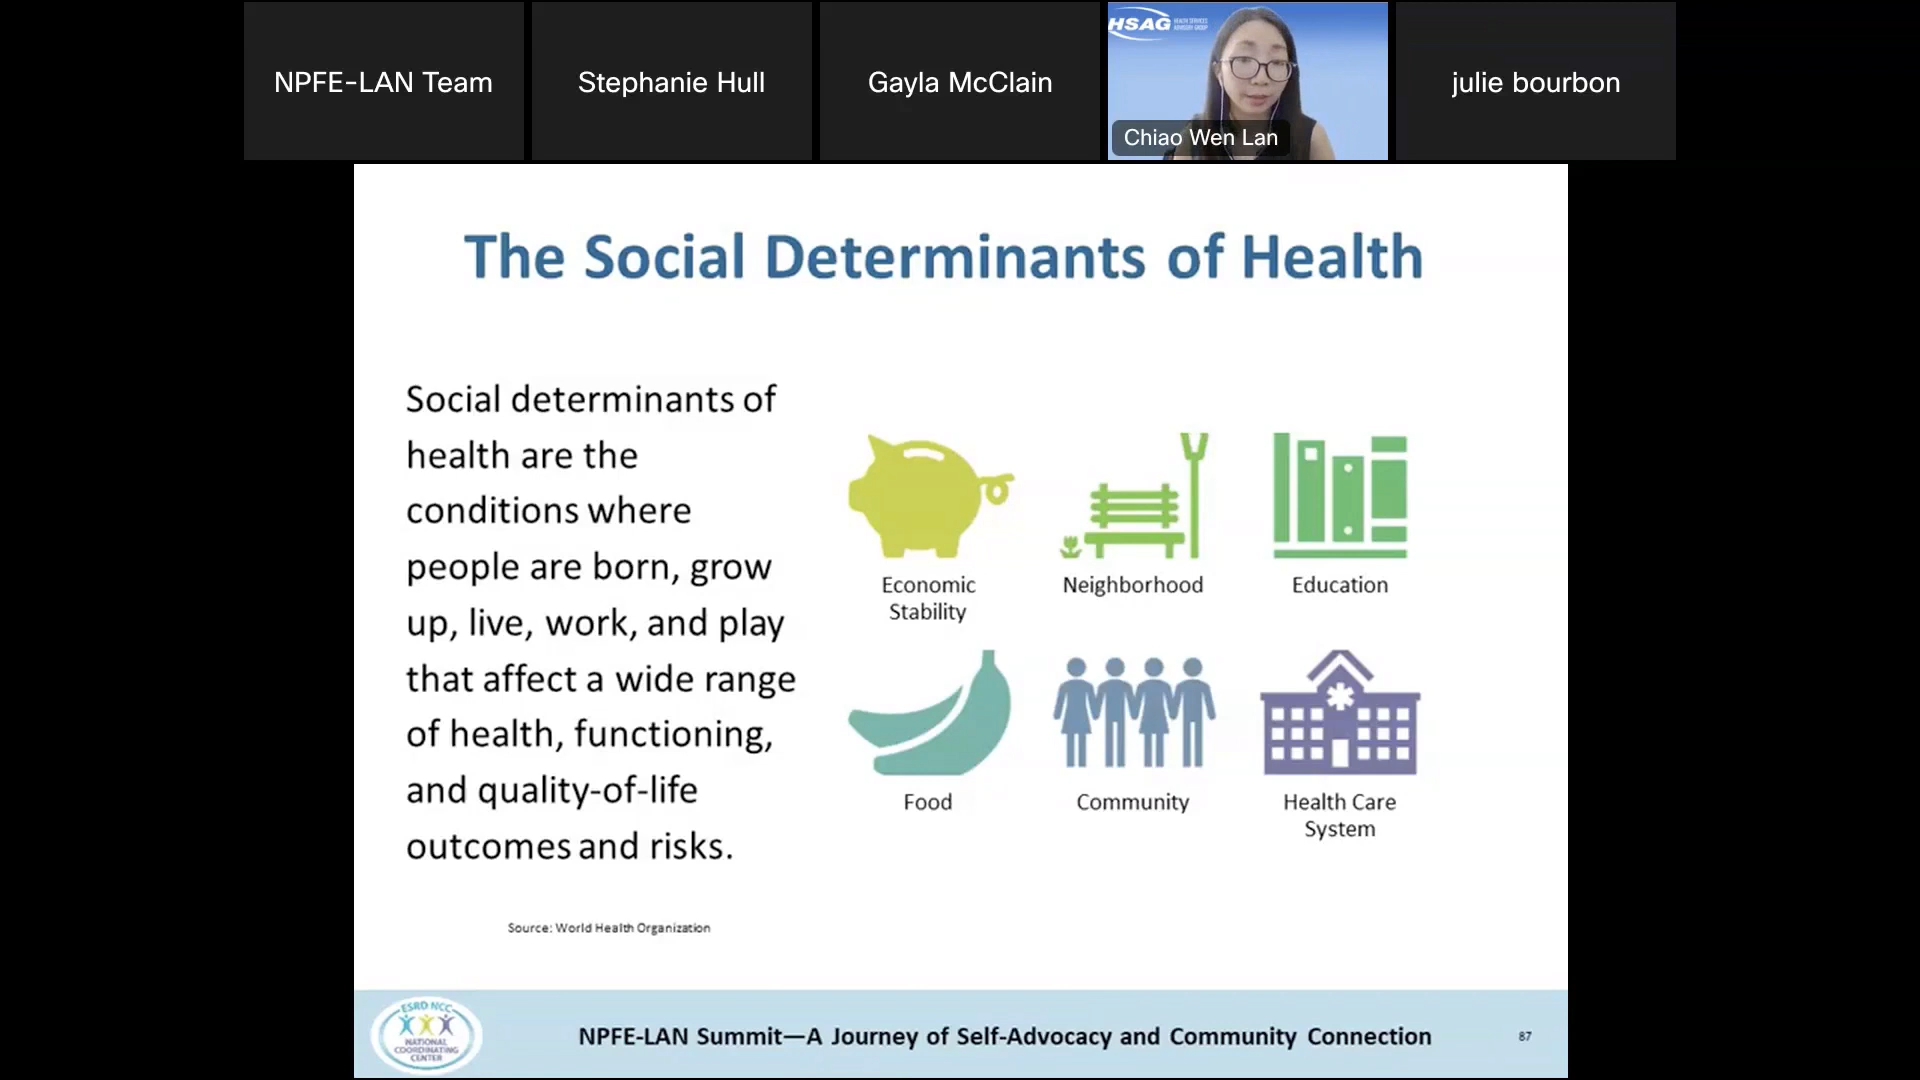 NPFE-LAN Team
Stephanie Hull
Gayla McClain
HSAG HEALTH SERVICES
ADVISORY GROUP
Chiao Wen Lan
julie bourbon
The Social Determinants of Health
Social determinants of
health are the
conditions where
people are born, grow
up, live, work, and play
that affect a wide range
of health, functioning,
and quality-of-life
outcomes and risks.
Economic
Stability
Neighborhood
Education
Food
Community
Health Care
System
Source: World Health Organization
ESRD NCC
NATIONAL
COORDINATING
CENTER
NPFE-LAN Summit—A Journey of Self-Advocacy and Community Connection
87